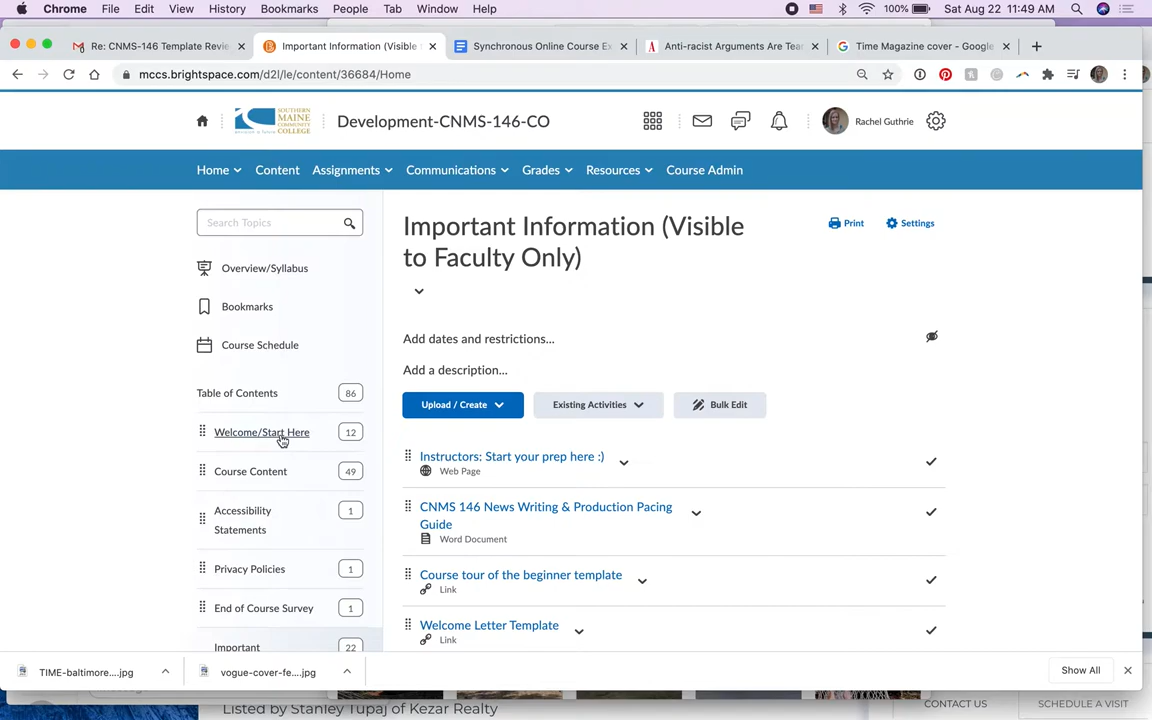 Chrome File Edit View History Bookmarks People Tab Window Help 100% Sat Aug 22 11:49 AM
Re: CNMS-146 Template Revie × Important Information (Visible × Synchronous Online Course Ex × Anti-racist Arguments Are Tear × Time Magazine cover - Google × +
mccs.brightspace.com/d2l/le/content/36684/Home
SOUTHERN
MAINE
COMMUNITY
COLLEGE
Development-CNMS-146-CO
Rachel Guthrie
Home Content Assignments Communications Grades Resources Course Admin
Search Topics
Overview/Syllabus
Bookmarks
Course Schedule
Table of Contents 86
Welcome/Start Here 12
Course Content 49
Accessibility 1
Statements
Privacy Policies 1
End of Course Survey 1
Important 22
Important Information (Visible
to Faculty Only)
Print Settings
Add dates and restrictions...
Add a description...
Upload / Create Existing Activities Bulk Edit
Instructors: Start your prep here :)
Web Page
CNMS 146 News Writing & Production Pacing
Guide
Word Document
Course tour of the beginner template
Link
Welcome Letter Template
Link
TIME-baltimore....jpg vogue-cover-fe....jpg Show All
Listed by Stanley Tupaj of Kezar Realty
CONTACT US SCHEDULE A VISIT